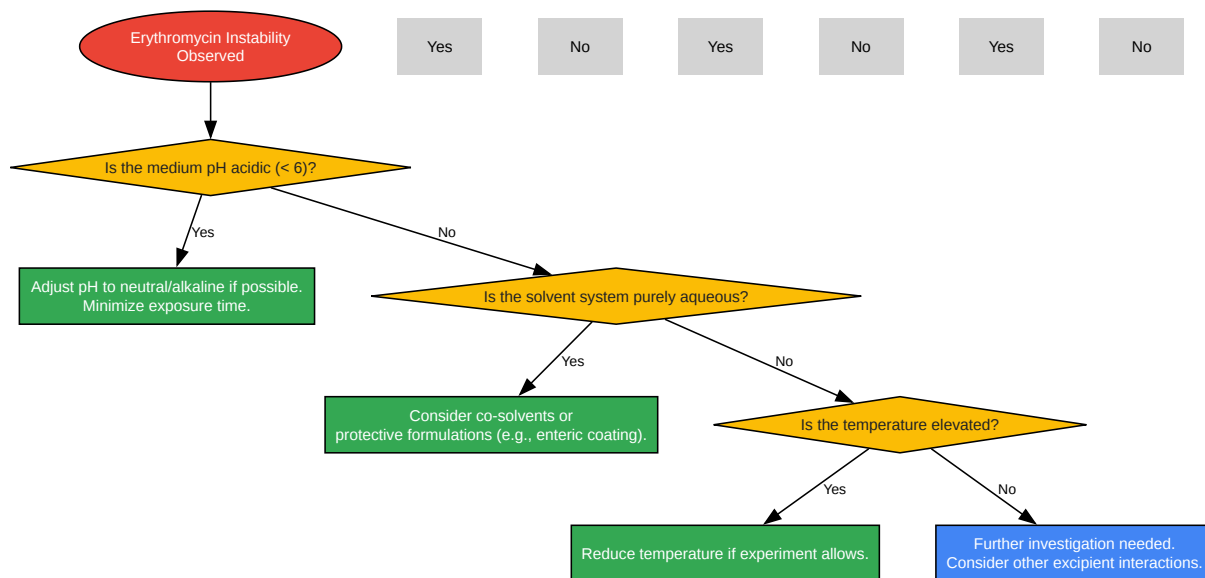 Erythromycin Instability
Observed
Yes
No
Yes
No
Yes
No
Is the medium pH acidic (< 6)?
Yes
No
Adjust pH to neutral/alkaline if possible.
Minimize exposure time.
Is the solvent system purely aqueous?
Yes
No
Consider co-solvents or
protective formulations (e.g., enteric coating).
Is the temperature elevated?
Yes
No
Reduce temperature if experiment allows.
Further investigation needed.
Consider other excipient interactions.